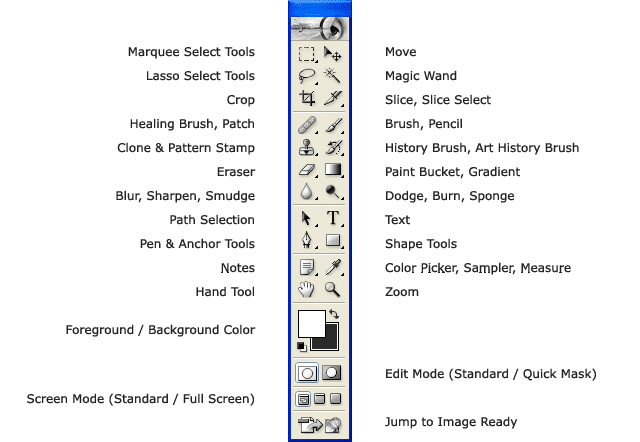 Marquee Select Tools
Move
Lasso Select Tools
Magic Wand
Crop
Slice, Slice Select
Healing Brush, Patch
Brush, Pencil
Clone & Pattern Stamp
History Brush, Art History Brush
Eraser
Paint Bucket, Gradient
Blur, Sharpen, Smudge
Dodge, Burn, Sponge
Path Selection
T
Text
Pen & Anchor Tools
Shape Tools
Notes
Color Picker, Sampler, Measure
Hand Tool
Zoom
Foreground / Background Color
Edit Mode (Standard / Quick Mask)
Screen Mode (Standard / Full Screen)
Jump to Image Ready